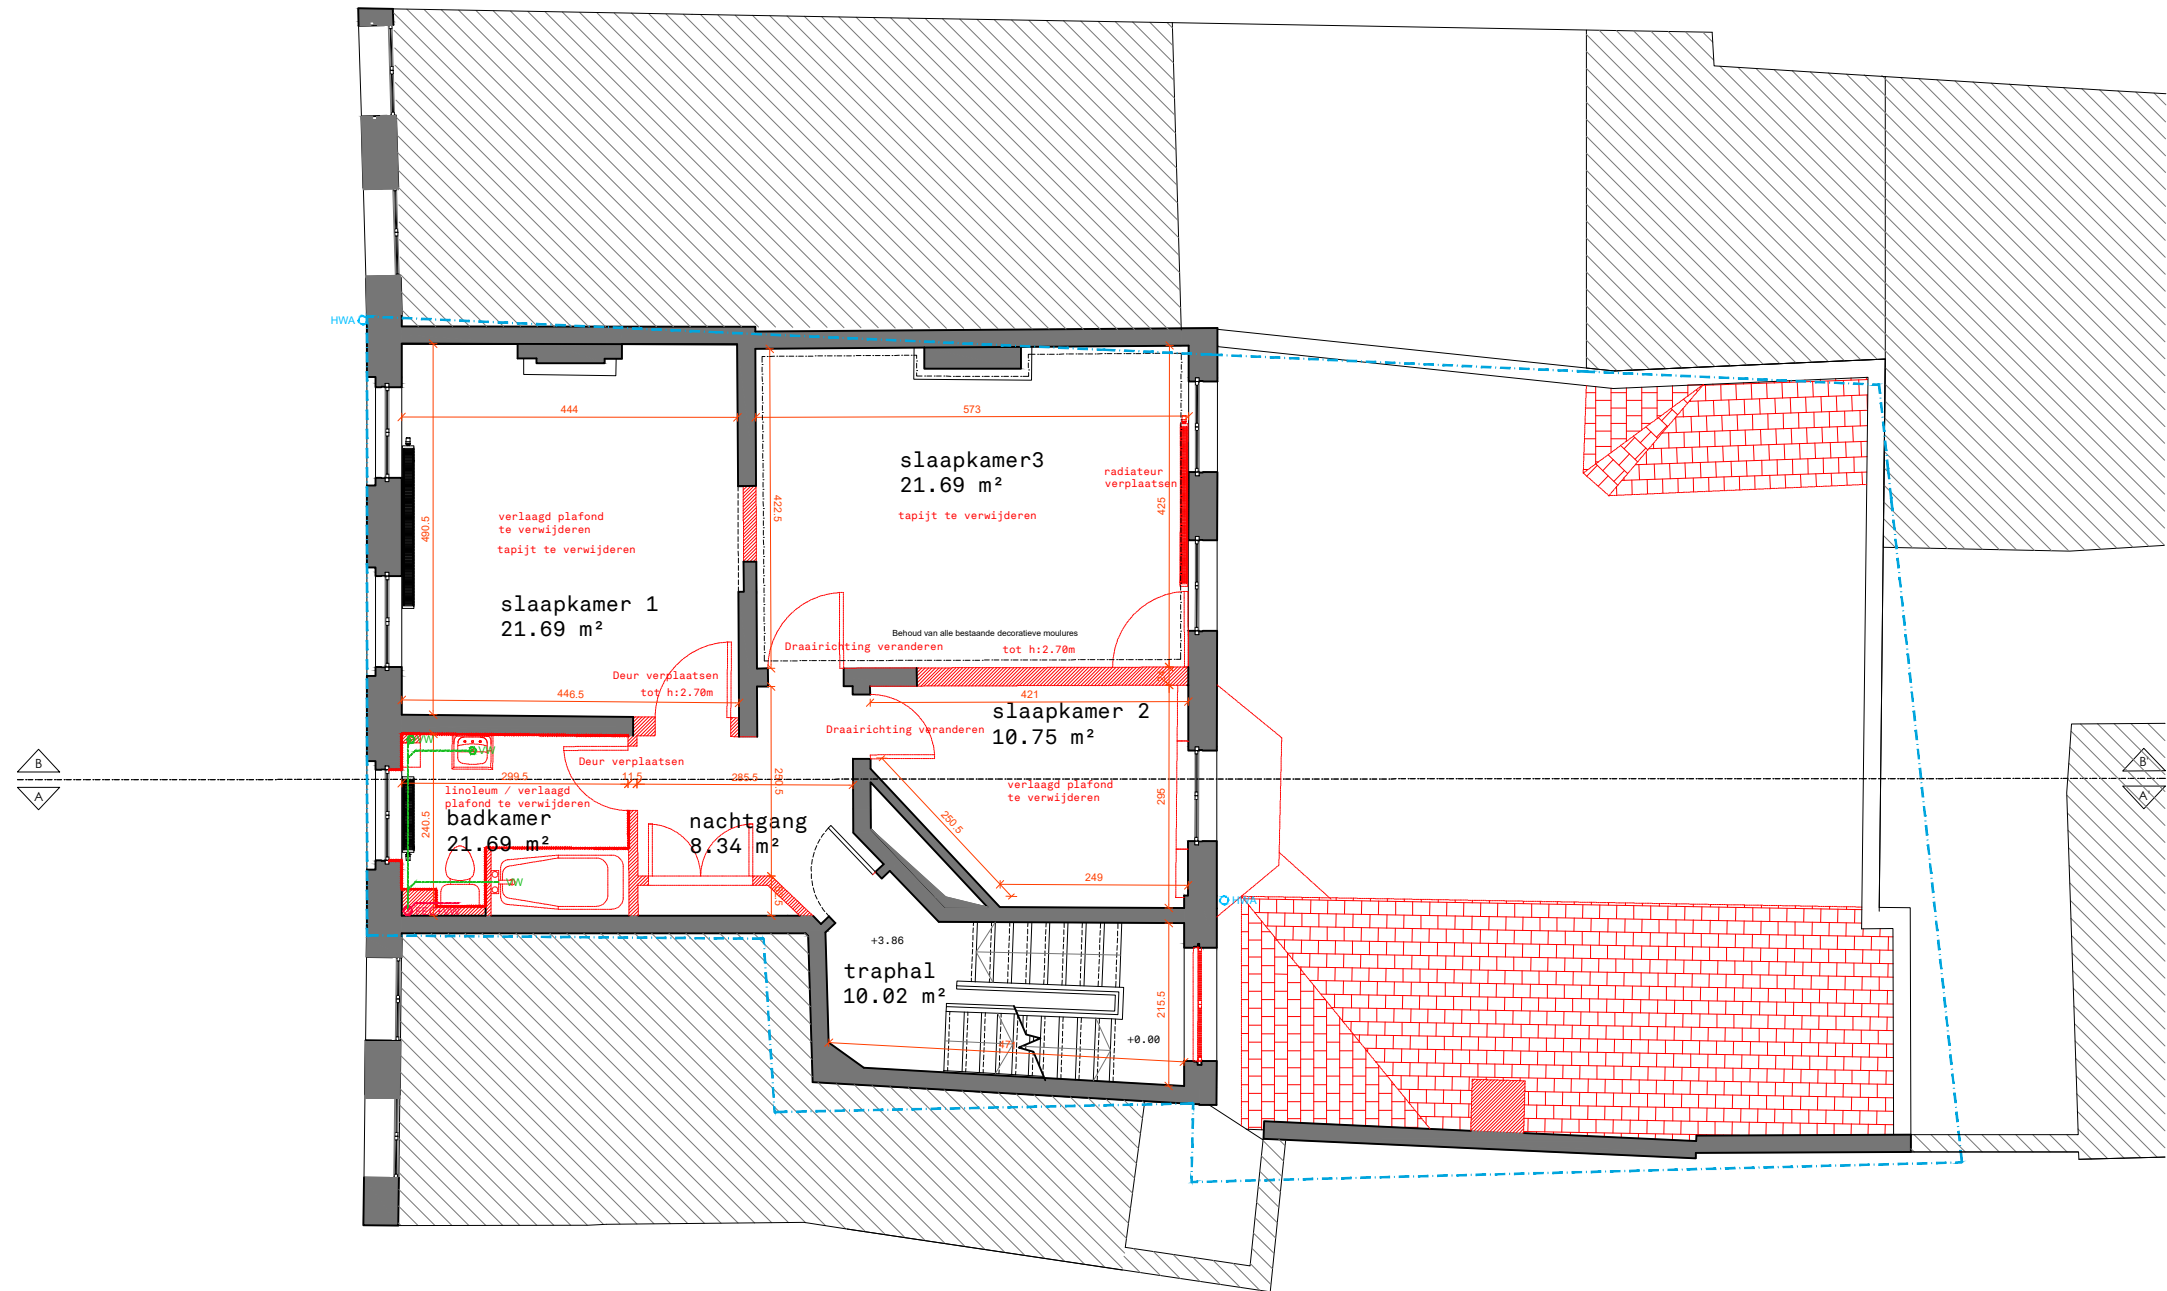 HWA
444
573
slaapkamer3
21.69 m²
radiateur
verplaatsen
422.5
425
490.5
verlaagd plafond
te verwijderen
tapijt te verwijderen
tapijt te verwijderen
slaapkamer 1
21.69 m²
Behoud van alle bestaande decoratieve moulures
Draairichting veranderen
tot h:2.70m
Deur verplaatsen
tot h:2.70m
446.5
421
slaapkamer 2
10.75 m²
Draairichting veranderen
VW
VW
Deur verplaatsen
B
A
B'
A'
299.5
11.5
285.5
280.5
linoleum / verlaagd
plafond te verwijderen
verlaagd plafond
te verwijderen
295
badkamer
21.69 m²
240.5
nachtgang
8.34 m²
250.5
249
VW
HWA
+3.86
traphal
10.02 m²
215.5
+0.00